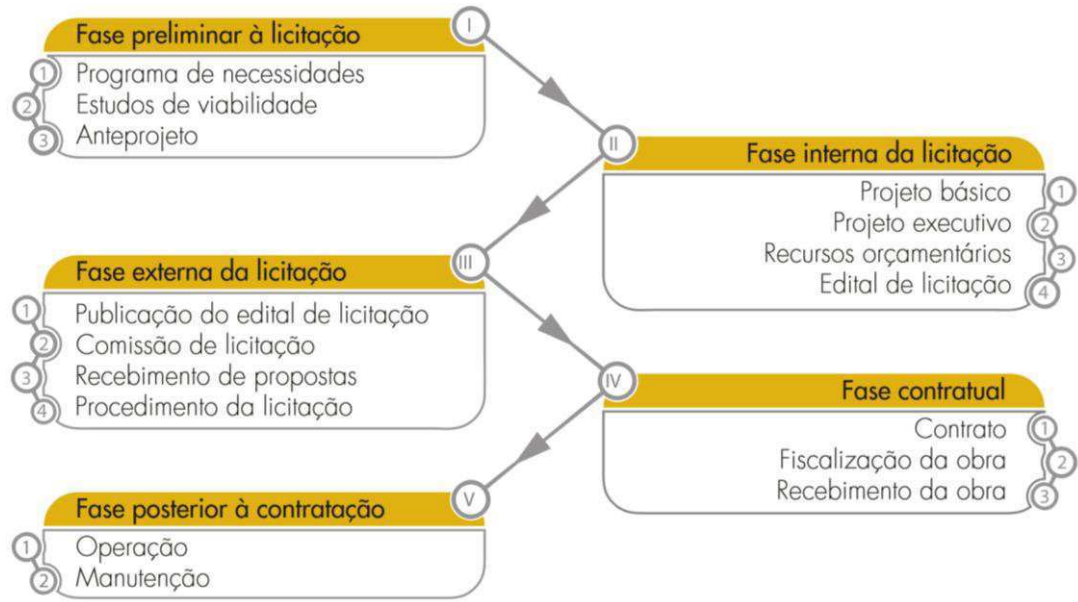 Fase preliminar à licitação
I
1 Programa de necessidades
2 Estudos de viabilidade
3 Anteprojeto
II
Fase interna da licitação
Projeto básico 1
Projeto executivo 2
Recursos orçamentários 3
Edital de licitação 4
Fase externa da licitação
III
1 Publicação do edital de licitação
2 Comissão de licitação
3 Recebimento de propostas
4 Procedimento da licitação
IV
Fase contratual
Contrato 1
Fiscalização da obra 2
Recebimento da obra 3
Fase posterior à contratação
V
1 Operação
2 Manutenção